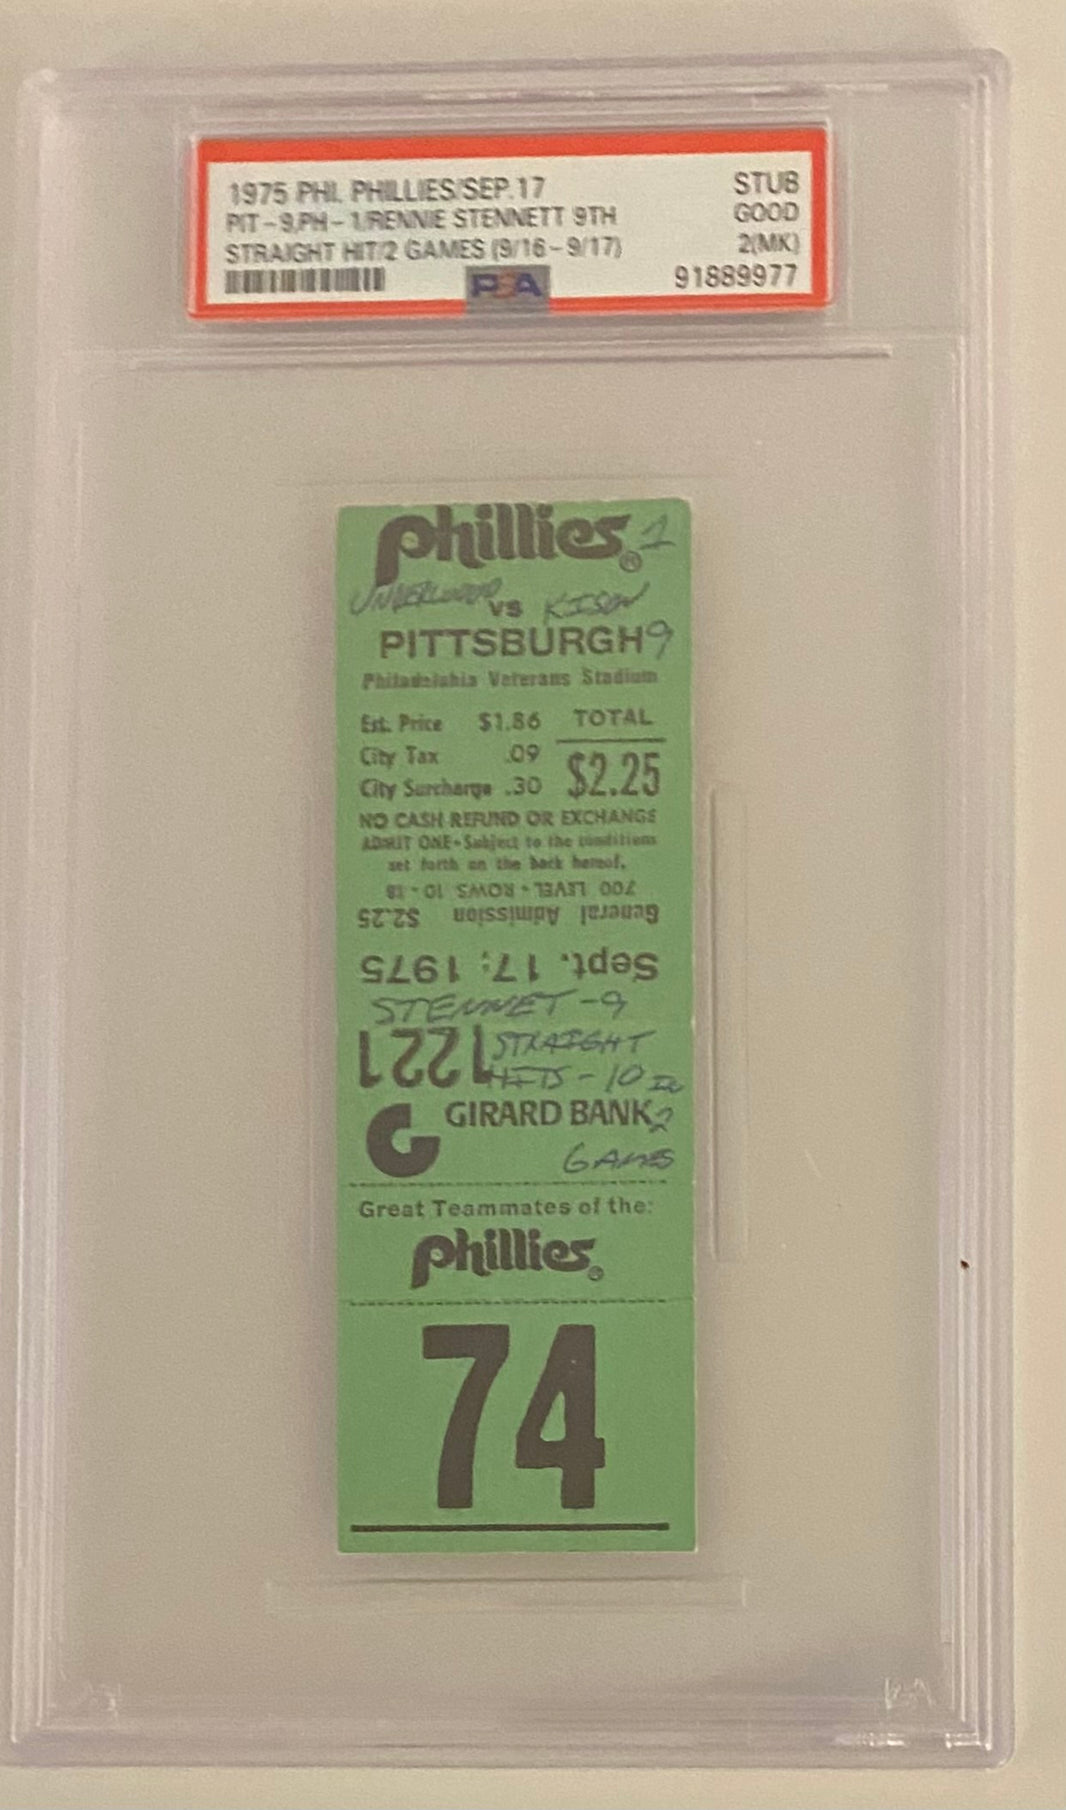 1975 PHI. PHILLIES/SEP.17 STUB
PIT - 9,PH - 1/RENNIE STENNETT 9TH GOOD
STRAIGHT HIT/2 GAMES (9/16 - 9/17) 2(MK)
PSA 91889977
phillies® 1
UNDERWOOD vs KISON
PITTSBURGH 9
Philadelphia Veterans Stadium
Est. Price $1.86 TOTAL
City Tax .09
City Surcharge .30 $2.25
NO CASH REFUND OR EXCHANGE
ADMIT ONE-Subject to the conditions
set forth on the back hereof.
700 LEVEL - ROWS 10 - 18
General Admission $2.25
Sept. 17, 1975
STENNET - 9
1221 STRAIGHT
HITS - 10 IN
GIRARD BANK 2
GAMES
Great Teammates of the:
phillies®
74